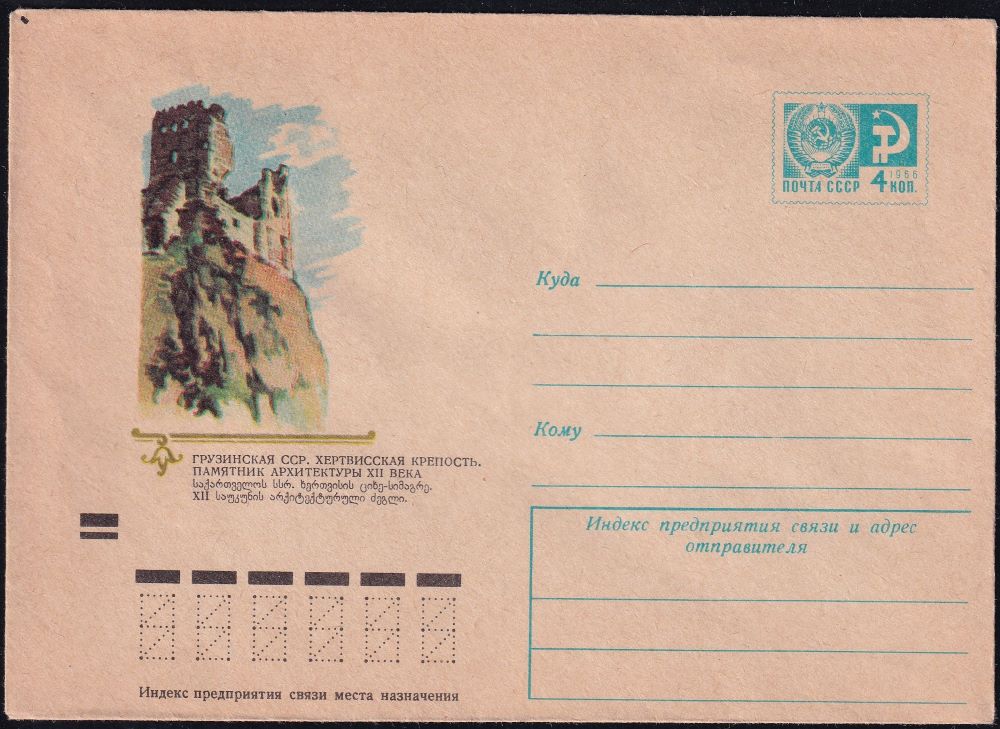 ПОЧТА СССР 4 1966 КОП.
ГРУЗИНСКАЯ ССР. ХЕРТВИССКАЯ КРЕПОСТЬ.
ПАМЯТНИК АРХИТЕКТУРЫ XII ВЕКА
საქართველოს სსრ. ხერთვისის ციხე-სიმაგრე.
XII საუკუნის არქიტექტურული ძეგლი.
Куда
Кому
Индекс предприятия связи и адрес
отправителя
Индекс предприятия связи места назначения